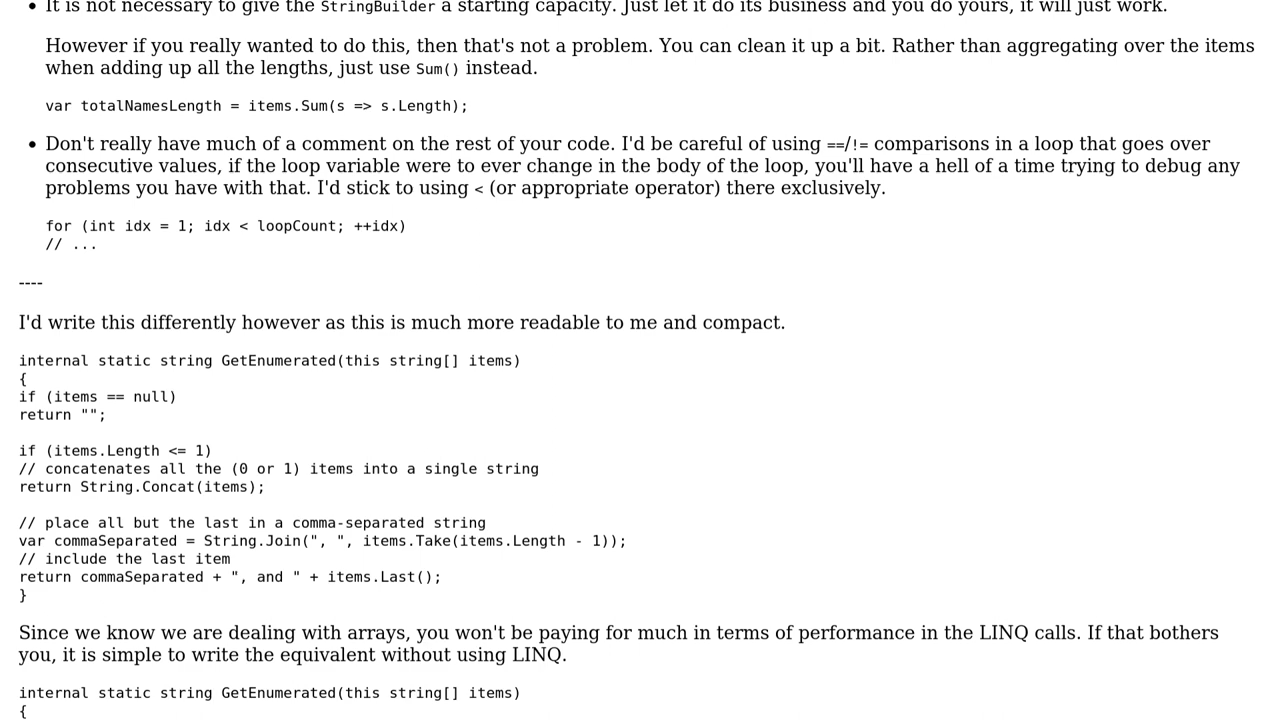 • It is not necessary to give the StringBuilder a starting capacity. Just let it do its business and you do yours, it will just work.
However if you really wanted to do this, then that's not a problem. You can clean it up a bit. Rather than aggregating over the items
when adding up all the lengths, just use Sum() instead.
var totalNamesLength = items.Sum(s => s.Length);
• Don't really have much of a comment on the rest of your code. I'd be careful of using ==/!= comparisons in a loop that goes over
consecutive values, if the loop variable were to ever change in the body of the loop, you'll have a hell of a time trying to debug any
problems you have with that. I'd stick to using < (or appropriate operator) there exclusively.
for (int idx = 1; idx < loopCount; ++idx)
// ...
----
I'd write this differently however as this is much more readable to me and compact.
internal static string GetEnumerated(this string[] items)
{
if (items == null)
return "";
if (items.Length <= 1)
// concatenates all the (0 or 1) items into a single string
return String.Concat(items);
// place all but the last in a comma-separated string
var commaSeparated = String.Join(", ", items.Take(items.Length - 1));
// include the last item
return commaSeparated + ", and " + items.Last();
}
Since we know we are dealing with arrays, you won't be paying for much in terms of performance in the LINQ calls. If that bothers
you, it is simple to write the equivalent without using LINQ.
internal static string GetEnumerated(this string[] items)
{